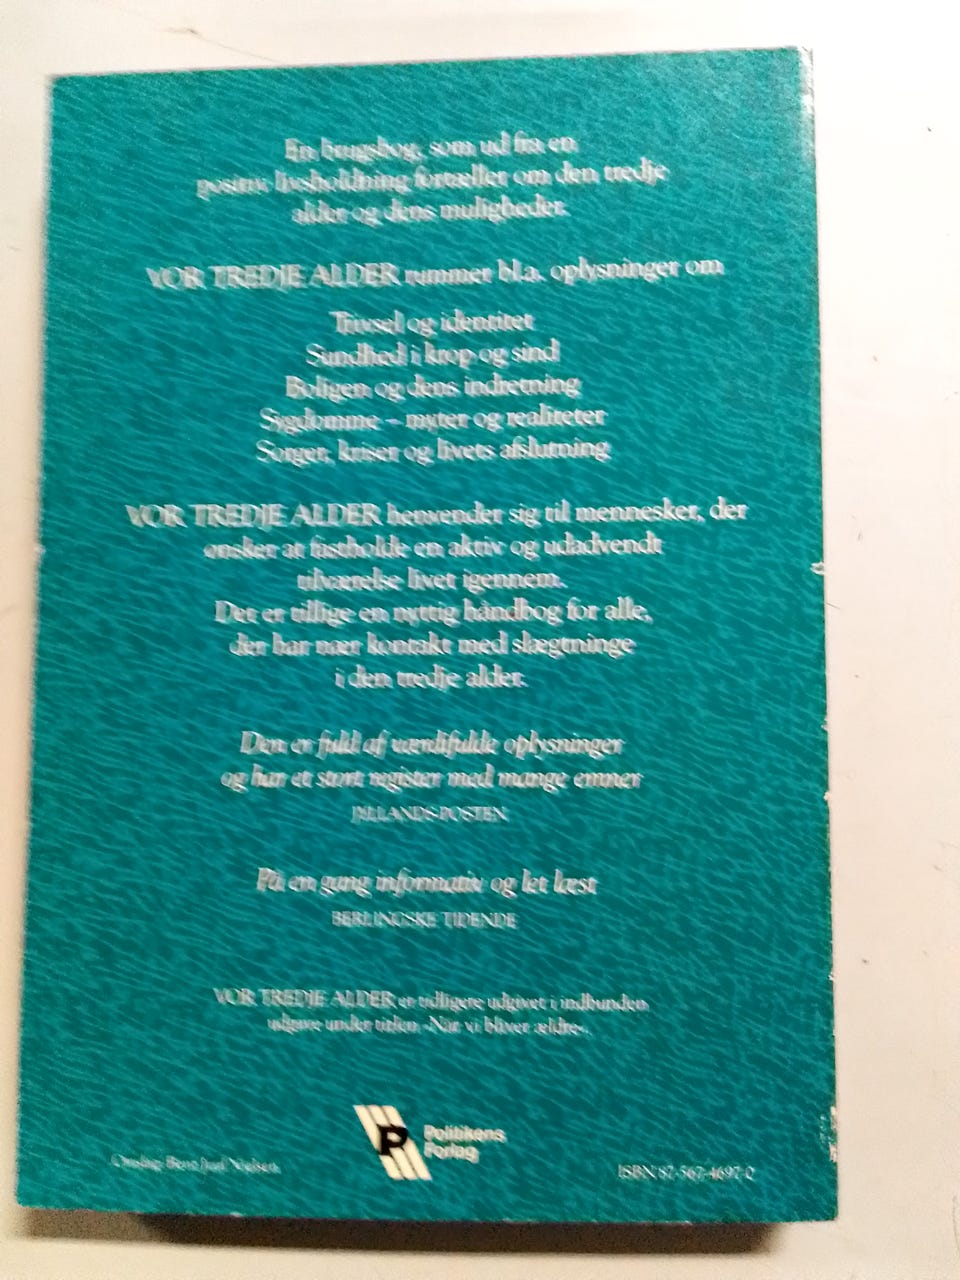 En brugsbog, som ud fra en
positiv livsholdning fortæller om den tredje
alder og dens muligheder.
VOR TREDJE ALDER rummer bl.a. oplysninger om
Trivsel og identitet
Sundhed i krop og sind
Boligen og dens indretning
Sygdomme – myter og realiteter
Sorger, kriser og livets afslutning
VOR TREDJE ALDER henvender sig til mennesker, der
ønsker at fastholde en aktiv og udadvendt
tilværelse livet igennem.
Det er tillige en nyttig håndbog for alle,
der har nær kontakt med slægtninge
i den tredje alder.
Den er fuld af værdifulde oplysninger
og har et stort register med mange emner
JYLLANDS-POSTEN
På en gang informativ og let læst
BERLINGSKE TIDENDE
VOR TREDJE ALDER er tidligere udgivet i indbunden
udgave under titlen »Når vi bliver ældre«.
P Politikens
Forlag
Omslag: Bent Juel Nielsen
ISBN 87-567-4697-0